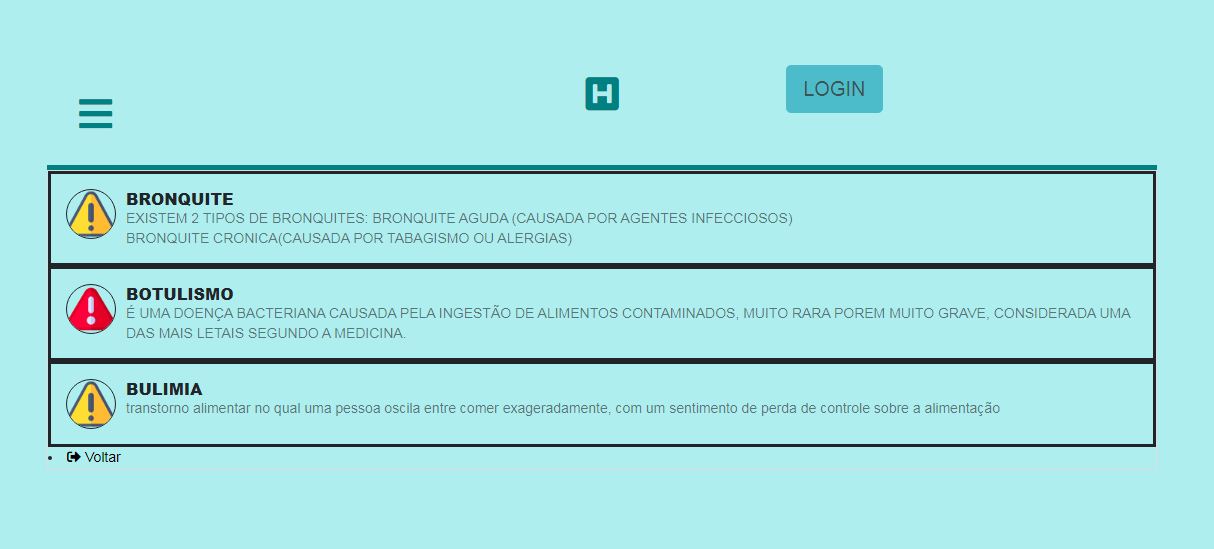 H
LOGIN
BRONQUITE
EXISTEM 2 TIPOS DE BRONQUITES: BRONQUITE AGUDA (CAUSADA POR AGENTES INFECCIOSOS)
BRONQUITE CRONICA(CAUSADA POR TABAGISMO OU ALERGIAS)
BOTULISMO
É UMA DOENÇA BACTERIANA CAUSADA PELA INGESTÃO DE ALIMENTOS CONTAMINADOS, MUITO RARA POREM MUITO GRAVE, CONSIDERADA UMA
DAS MAIS LETAIS SEGUNDO A MEDICINA.
BULIMIA
transtorno alimentar no qual uma pessoa oscila entre comer exageradamente, com um sentimento de perda de controle sobre a alimentação
Voltar